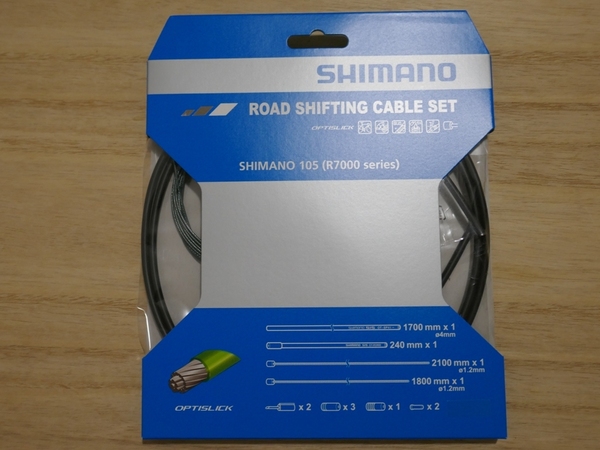 SHIMANO
ROAD SHIFTING CABLE SET
OPTISLICK
SHIMANO 105 (R7000 series)
1700 mm x 1
ø4mm
240 mm x 1
2100 mm x 1
ø1.2mm
1800 mm x 1
ø1.2mm
OPTISLICK
x 2
x 3
x 1
x 2